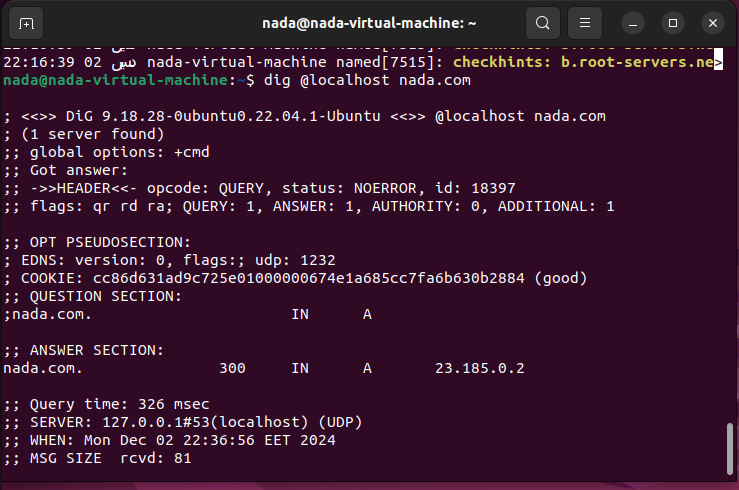 nada@nada-virtual-machine: ~
22:16:39 02 نسڀ nada-virtual-machine named[7515]: checkhints: b.root-servers.ne>
nada@nada-virtual-machine:~$ dig @localhost nada.com
; <<>> DiG 9.18.28-0ubuntu0.22.04.1-Ubuntu <<>> @localhost nada.com
; (1 server found)
;; global options: +cmd
;; Got answer:
;; ->>HEADER<<- opcode: QUERY, status: NOERROR, id: 18397
;; flags: qr rd ra; QUERY: 1, ANSWER: 1, AUTHORITY: 0, ADDITIONAL: 1
;; OPT PSEUDOSECTION:
; EDNS: version: 0, flags:; udp: 1232
; COOKIE: cc86d631ad9c725e01000000674e1a685cc7fa6b630b2884 (good)
;; QUESTION SECTION:
;nada.com. IN A
;; ANSWER SECTION:
nada.com. 300 IN A 23.185.0.2
;; Query time: 326 msec
;; SERVER: 127.0.0.1#53(localhost) (UDP)
;; WHEN: Mon Dec 02 22:36:56 EET 2024
;; MSG SIZE rcvd: 81